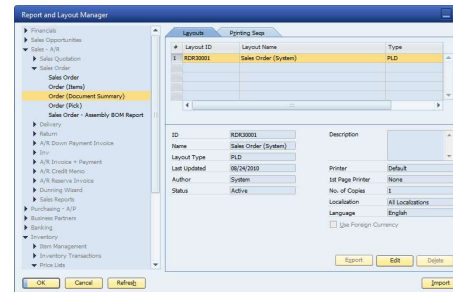 Report and Layout Manager
Financials
Sales Opportunities
Sales - A/R
Sales Quotation
Sales Order
Sales Order
Order (Items)
Order (Document Summary)
Order (Pick)
Sales Order - Assembly BOM Report
Delivery
Return
A/R Down Payment Invoice
Inv
A/R Invoice + Payment
A/R Credit Memo
A/R Reserve Invoice
Dunning Wizard
Sales Reports
Purchasing - A/P
Business Partners
Banking
Inventory
Item Management
Inventory Transactions
Price Lists
Layouts
Printing Seqs
# Layout ID Layout Name Type
1 RDR30001 Sales Order (System) PLD
ID RDR30001
Name Sales Order (System)
Layout Type PLD
Last Updated 08/24/2010
Author System
Status Active
Description
Printer Default
1st Page Printer None
No. of Copies 1
Localization All Localizations
Language English
Use Foreign Currency
Export Edit Delete
OK Cancel Refresh Import